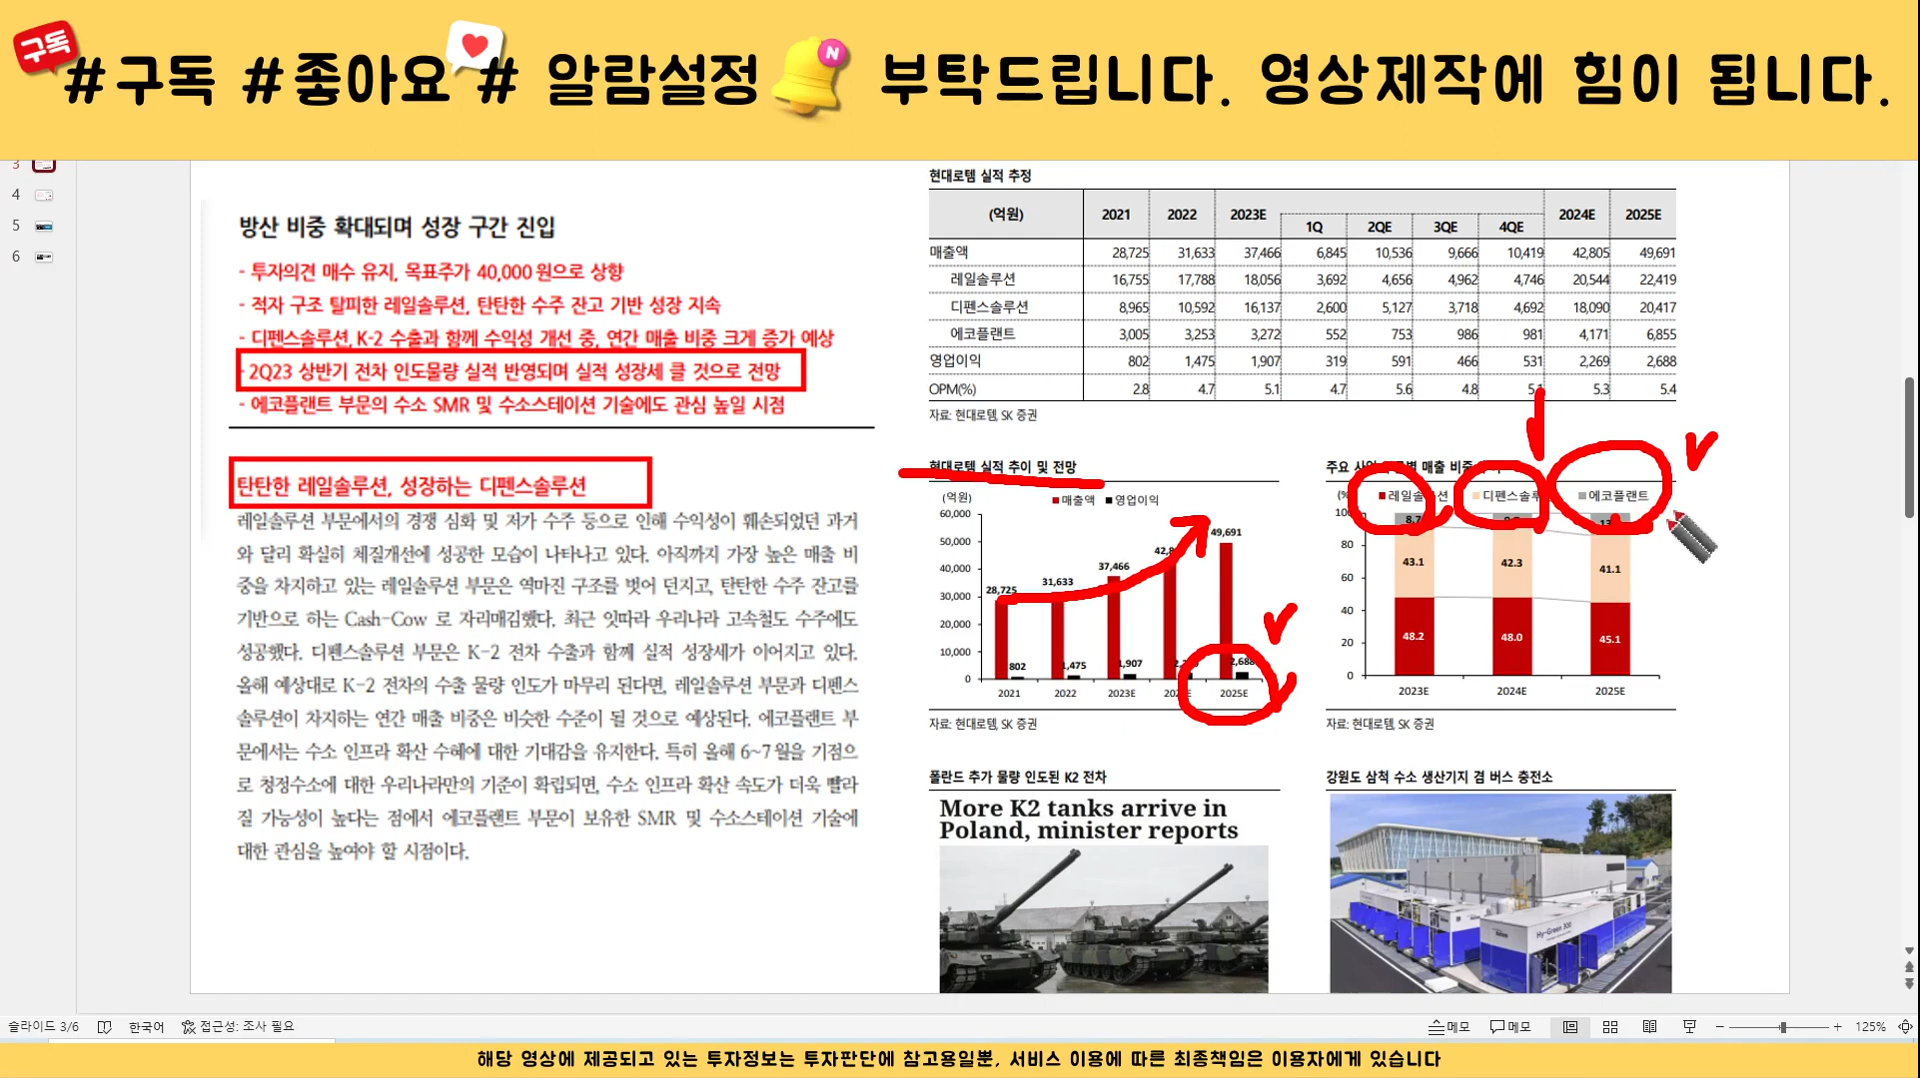 구독
#구독 #좋아요 # 알람설정 N 부탁드립니다. 영상제작에 힘이 됩니다.
3
4
5
6
방산 비중 확대되며 성장 구간 진입
- 투자의견 매수 유지, 목표주가 40,000원으로 상향
- 적자 구조 탈피한 레일솔루션, 탄탄한 수주 잔고 기반 성장 지속
- 디펜스솔루션, K-2 수출과 함께 수익성 개선 중, 연간 매출 비중 크게 증가 예상
- 2Q23 상반기 전차 인도물량 실적 반영되며 실적 성장세 클 것으로 전망
- 에코플랜트 부문의 수소 SMR 및 수소스테이션 기술에도 관심 높일 시점
탄탄한 레일솔루션, 성장하는 디펜스솔루션
레일솔루션 부문에서의 경쟁 심화 및 저가 수주 등으로 인해 수익성이 훼손되었던 과거
와 달리 확실히 체질개선에 성공한 모습이 나타나고 있다. 아직까지 가장 높은 매출 비
중을 차지하고 있는 레일솔루션 부문은 역마진 구조를 벗어 던지고, 탄탄한 수주 잔고를
기반으로 하는 Cash-Cow 로 자리매김했다. 최근 잇따라 우리나라 고속철도 수주에도
성공했다. 디펜스솔루션 부문은 K-2 전차 수출과 함께 실적 성장세가 이어지고 있다.
올해 예상대로 K-2 전차의 수출 물량 인도가 마무리 된다면, 레일솔루션 부문과 디펜스
솔루션이 차지하는 연간 매출 비중은 비슷한 수준이 될 것으로 예상된다. 에코플랜트 부
문에서는 수소 인프라 확산 수혜에 대한 기대감을 유지한다. 특히 올해 6~7월을 기점으
로 청정수소에 대한 우리나라만의 기준이 확립되면, 수소 인프라 확산 속도가 더욱 빨라
질 가능성이 높다는 점에서 에코플랜트 부문이 보유한 SMR 및 수소스테이션 기술에
대한 관심을 높여야 할 시점이다.
현대로템 실적 추정
(억원) 2021 2022 2023E 1Q 2QE 3QE 4QE 2024E 2025E
매출액 28,725 31,633 37,466 6,845 10,536 9,666 10,419 42,805 49,691
레일솔루션 16,755 17,788 18,056 3,692 4,656 4,962 4,746 20,544 22,419
디펜스솔루션 8,965 10,592 16,137 2,600 5,127 3,718 4,692 18,090 20,417
에코플랜트 3,005 3,253 3,272 552 753 986 981 4,171 6,855
영업이익 802 1,475 1,907 319 591 466 531 2,269 2,688
OPM(%) 2.8 4.7 5.1 4.7 5.6 4.8 5.3 5.4
자료: 현대로템, SK 증권
현대로템 실적 추이 및 전망
(억원) 매출액 영업이익
60,000
50,000
40,000
30,000
20,000
10,000
0
28,725 31,633 37,466 49,691
802 1,475 1,907 2,688
2021 2022 2023E 2025E
자료: 현대로템, SK 증권
주요 매출 비중
레일솔루션 디펜스솔루 에코플랜트
100
80
60
40
20
0
8.7
43.1 42.3 41.1
48.2 48.0 45.1
2023E 2024E 2025E
자료: 현대로템, SK 증권
폴란드 추가 물량 인도된 K2 전차
More K2 tanks arrive in
Poland, minister reports
강원도 삼척 수소 생산기지 겸 버스 충전소
Hy-Green 300
슬라이드 3/6 한국어 접근성: 조사 필요 메모 메모 125%
해당 영상에 제공되고 있는 투자정보는 투자판단에 참고용일뿐, 서비스 이용에 따른 최종책임은 이용자에게 있습니다